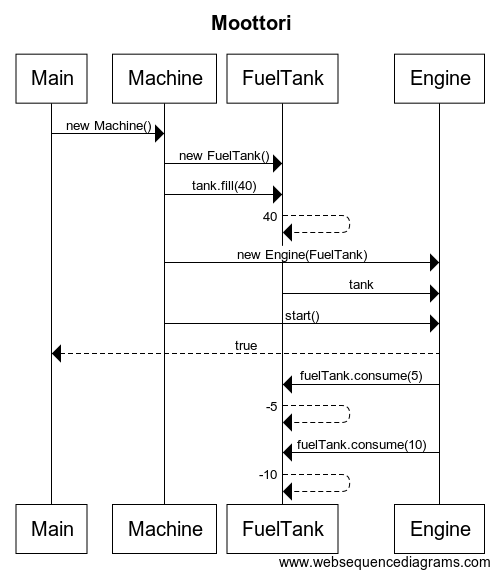 Moottori
Main Machine FuelTank Engine
new Machine()
new FuelTank()
tank.fill(40)
40
new Engine(FuelTank)
tank
start()
true
fuelTank.consume(5)
-5
fuelTank.consume(10)
-10
Main Machine FuelTank Engine
www.websequencediagrams.com